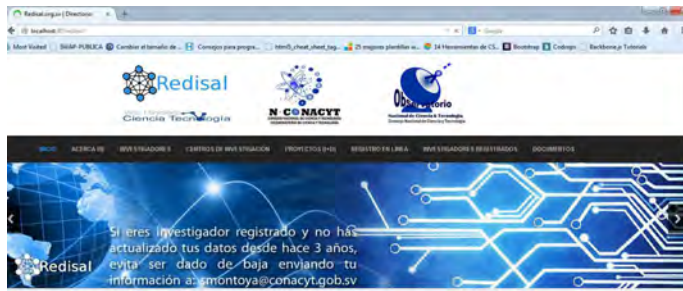 Redisal.org.sv | Directorio
localhost
Google
Most Visited
Cambiar el tamaño de ...
Consejos para progra...
html5_cheat_sheet_tag...
25 mejores plantillas w...
14 Herramientas de CS...
Bootstrap
Codrops
Backbone.js Tutorials
Redisal
Ciencia Tecnología
N·CONACYT
Observatorio
Nacional de Ciencia & Tecnología
INICIO ACERCA DE INVESTIGADORES CENTROS DE INVESTIGACIÓN PROYECTOS (I+D) REGISTRO EN LINEA INVESTIGADORES REGISTRADOS DOCUMENTOS
Si eres investigador registrado y no has
actualizado tus datos desde hace 3 años,
evita ser dado de baja enviando tu
información a: smontoya@conacyt.gob.sv
Redisal